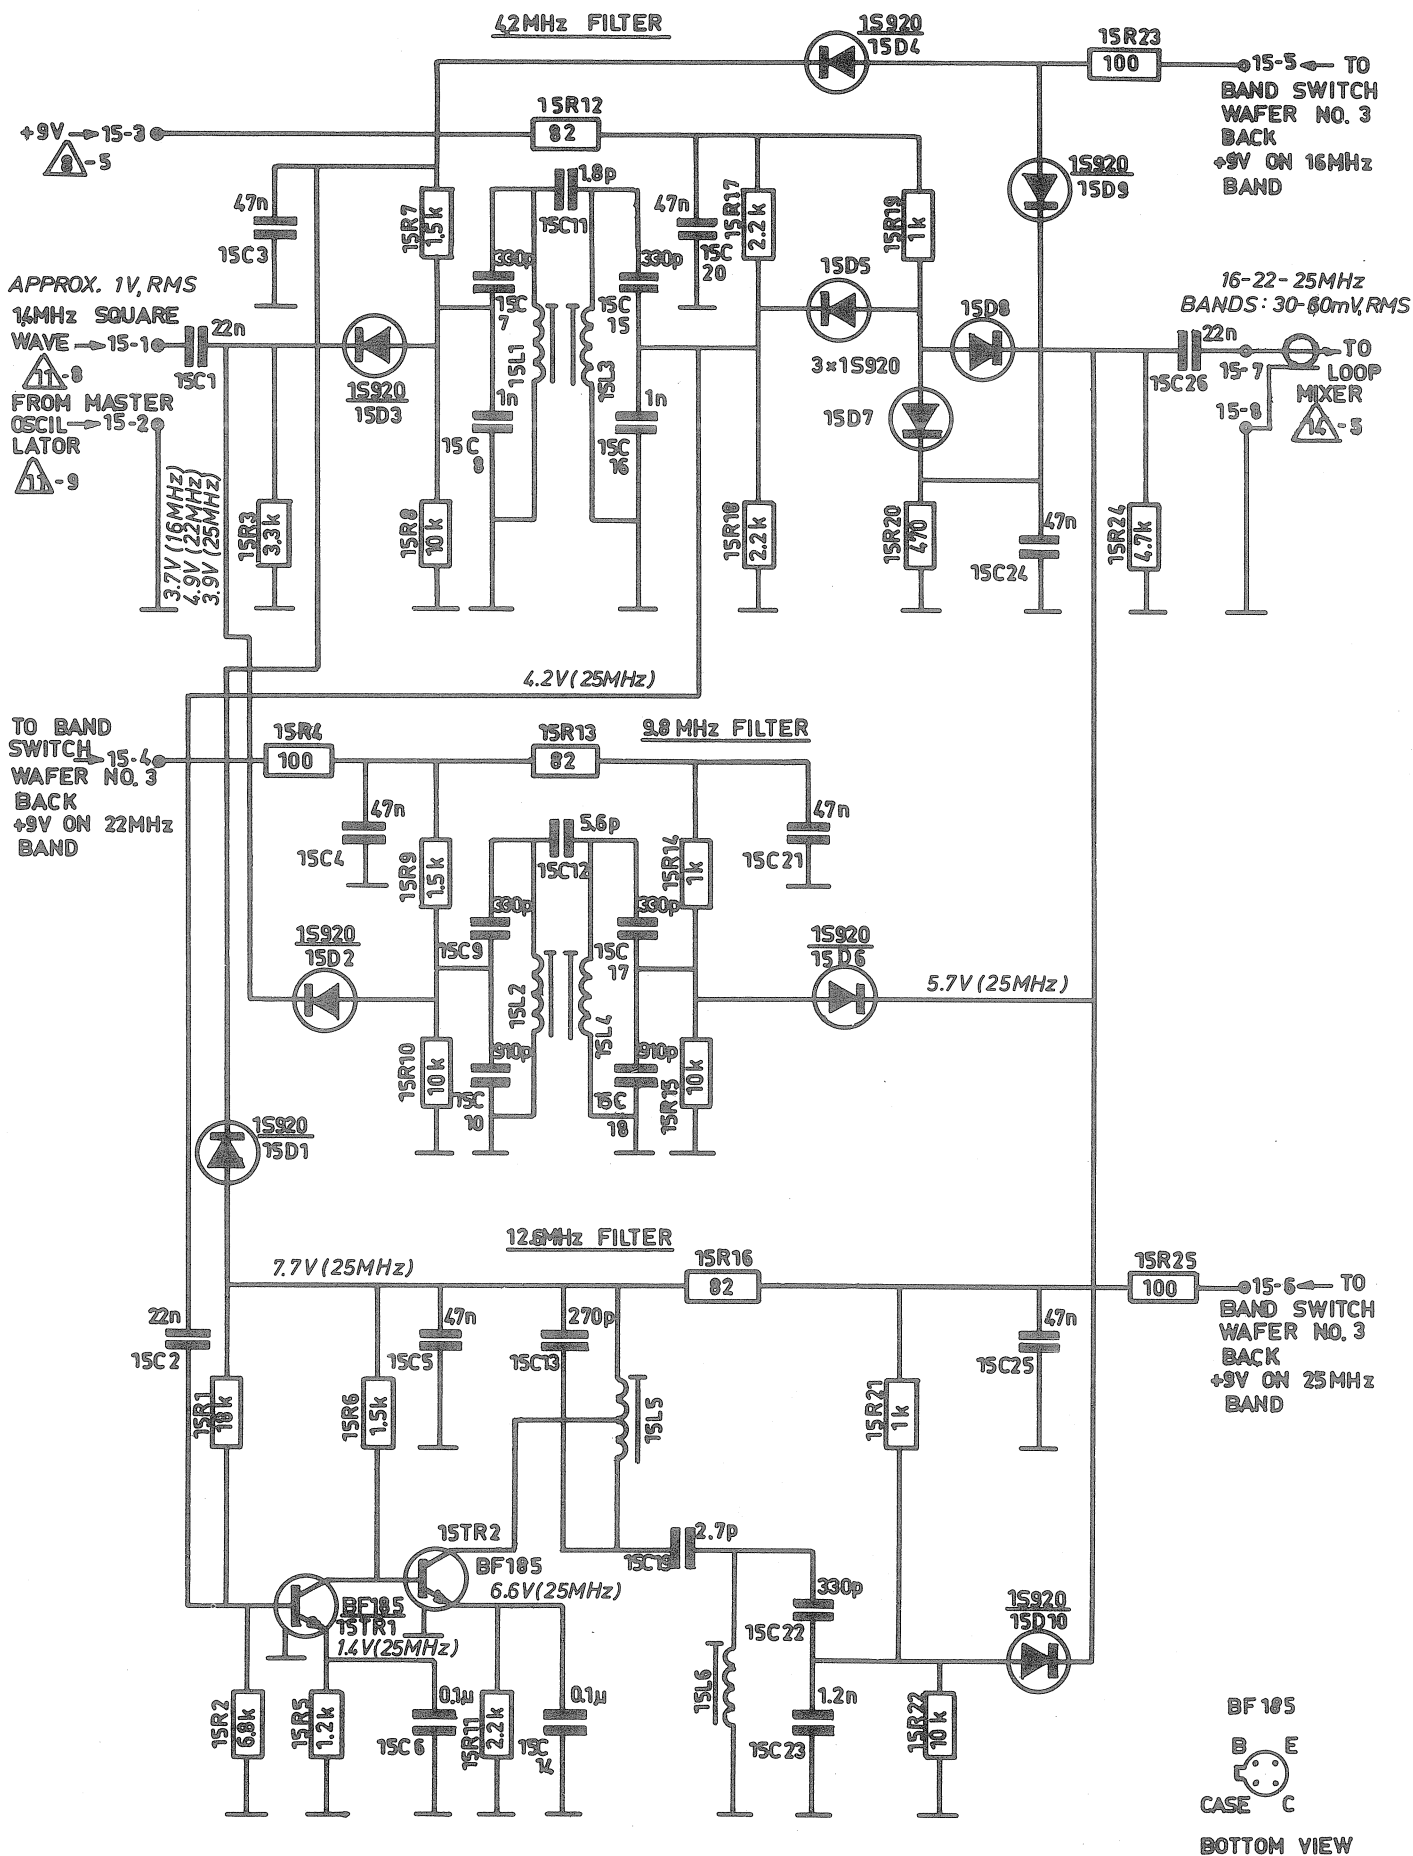 4.2MHz FILTER
1S920
15D4
15R23
100
15-5 ← TO
BAND SWITCH
WAFER NO. 3
BACK
+9V ON 16MHz
BAND
15R12
82
+9V → 15-3
8 -5
1.8p
15C11
1S920
15D9
47n
15C3
15R7
1.5k
330p
15C
7
330p
15C
15
47n
15C
20
15R17
2.2k
15R19
1k
15D5
3×1S920
15D8
15D7
16-22-25MHz
BANDS: 30-60mV,RMS
22n
15C26
15-7
TO
LOOP
MIXER
14 -5
15-8
APPROX. 1V,RMS
1,4MHz SQUARE
WAVE → 15-1
11 -8
FROM MASTER
OSCIL → 15-2
LATOR
11 -9
22n
15C1
1S920
15D3
15L1
15L3
1n
15C
8
1n
15C
16
3.7V (16MHz)
4.9V (22MHz)
3.9V (25MHz)
15R3
3.3k
15R8
10k
15R18
2.2k
15R20
470
47n
15C24
15R24
4.7k
4.2V (25MHz)
TO BAND
SWITCH → 15-4
WAFER NO. 3
BACK
+9V ON 22MHz
BAND
15R4
100
15R13
82
9.8 MHz FILTER
47n
15C4
15R9
1.5k
5.6p
15C12
15R14
1k
47n
15C21
330p
15C9
330p
15C
17
1S920
15D2
1S920
15D6
5.7V (25MHz)
15L2
15L4
15R10
10k
910p
15C
10
910p
15C
18
15R15
10k
1S920
15D1
12.6MHz FILTER
7.7V (25MHz)
15R16
82
15R25
100
15-6 ← TO
BAND SWITCH
WAFER NO. 3
BACK
+9V ON 25MHz
BAND
22n
15C2
47n
15C5
270p
15C13
47n
15C25
15R1
18k
15R6
1.5k
15L5
15R21
1k
15TR2
BF185
6.6V (25MHz)
2.7p
15C19
BF185
15TR1
1.4V (25MHz)
330p
15C22
1S920
15D10
15L6
15R2
6.8k
15R5
1.2k
0.1µ
15C6
15R11
2.2k
0.1µ
15C
14
1.2n
15C23
15R22
10k
BF185
B E
CASE C
BOTTOM VIEW